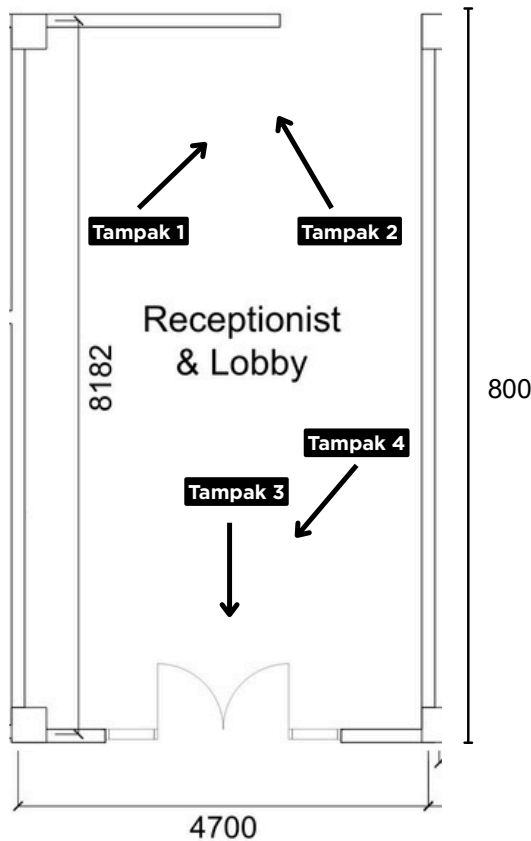 Tampak 1
Tampak 2
Receptionist
& Lobby
8182
800
Tampak 4
Tampak 3
4700